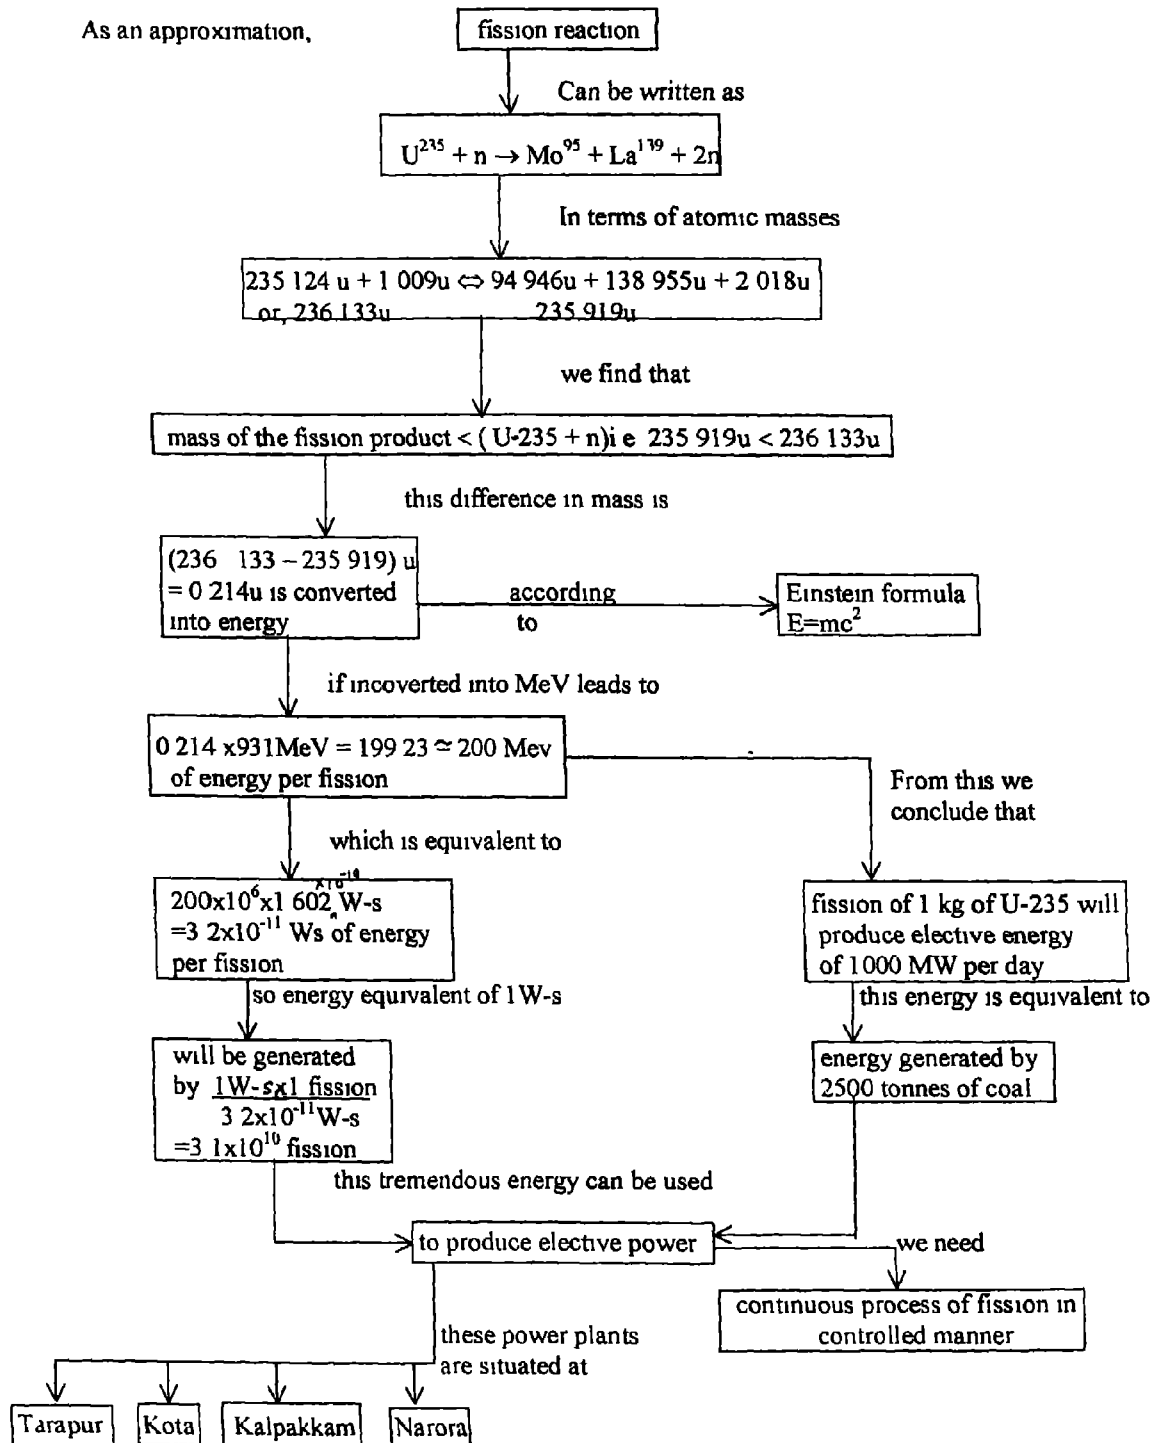 As an approximation,
fission reaction
Can be written as
U²³⁵ + n → Mo⁹⁵ + La¹³⁹ + 2n
In terms of atomic masses
235 124 u + 1 009u ⇔ 94 946u + 138 955u + 2 018u
or, 236 133u 235 919u
we find that
mass of the fission product < ( U-235 + n)i e 235 919u < 236 133u
this difference in mass is
(236 133 – 235 919) u
= 0 214u is converted
into energy
according
to
Einstein formula
E=mc²
if incoverted into MeV leads to
0 214 x931MeV = 199 23 ≃ 200 Mev
of energy per fission
From this we
conclude that
which is equivalent to
200x10⁶x1 602 x10⁻¹⁹ W-s
=3 2x10⁻¹¹ Ws of energy
per fission
fission of 1 kg of U-235 will
produce elective energy
of 1000 MW per day
so energy equivalent of 1W-s
this energy is equivalent to
will be generated
by 1W-sx1 fission
3 2x10⁻¹¹W-s
=3 1x10¹⁰ fission
energy generated by
2500 tonnes of coal
this tremendous energy can be used
to produce elective power
we need
continuous process of fission in
controlled manner
these power plants
are situated at
Tarapur Kota Kalpakkam Narora